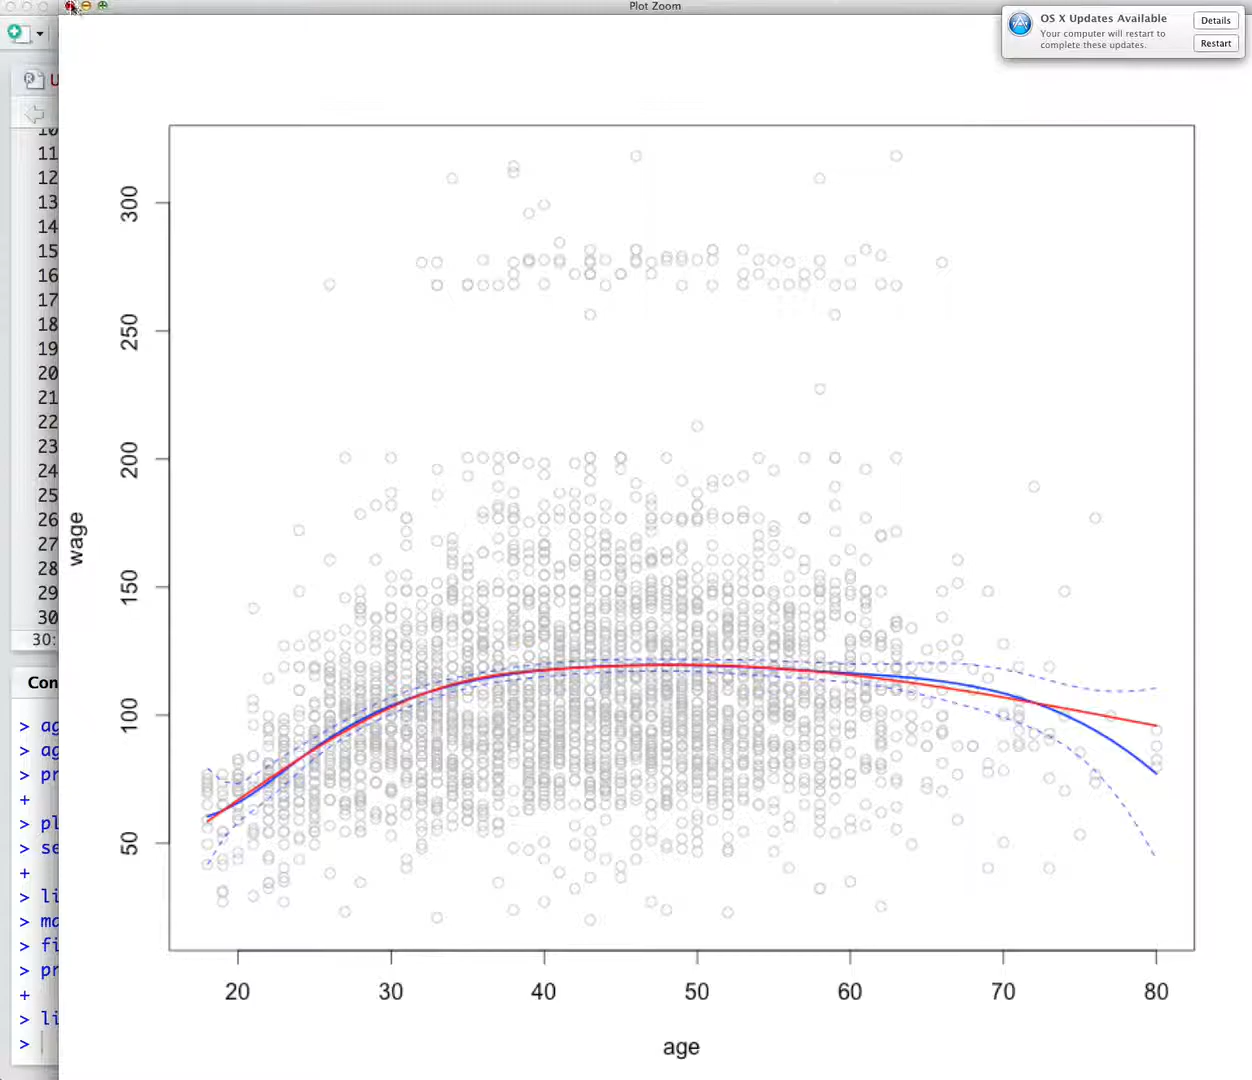 Plot Zoom
OS X Updates Available
Your computer will restart to
complete these updates.
Details
Restart
U
10
11
12
13
14
15
16
17
18
19
20
21
22
23
24
25
26
27
28
29
30
30:
Con
> ag
> ag
> pr
+
> pl
> se
+
> li
> ma
> fi
> pr
+
> li
>
300
250
200
150
100
50
wage
20 30 40 50 60 70 80
age